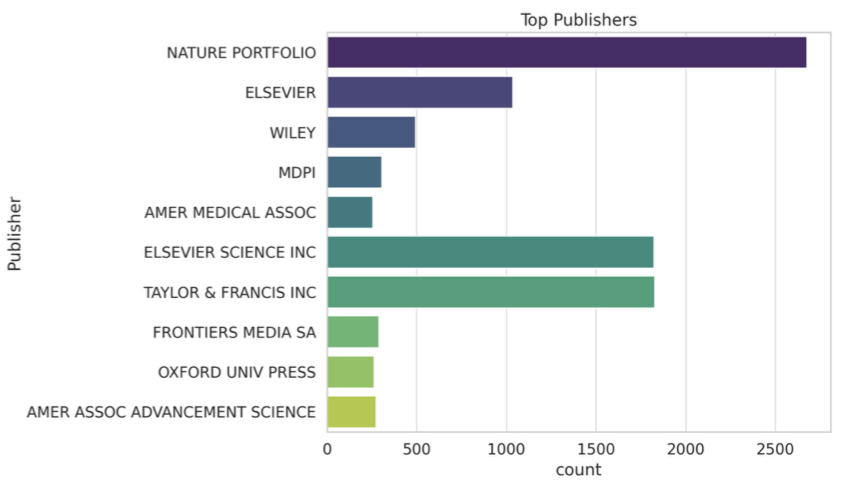 Top Publishers
NATURE PORTFOLIO
ELSEVIER
WILEY
MDPI
AMER MEDICAL ASSOC
ELSEVIER SCIENCE INC
TAYLOR & FRANCIS INC
FRONTIERS MEDIA SA
OXFORD UNIV PRESS
AMER ASSOC ADVANCEMENT SCIENCE
Publisher
0 500 1000 1500 2000 2500
count